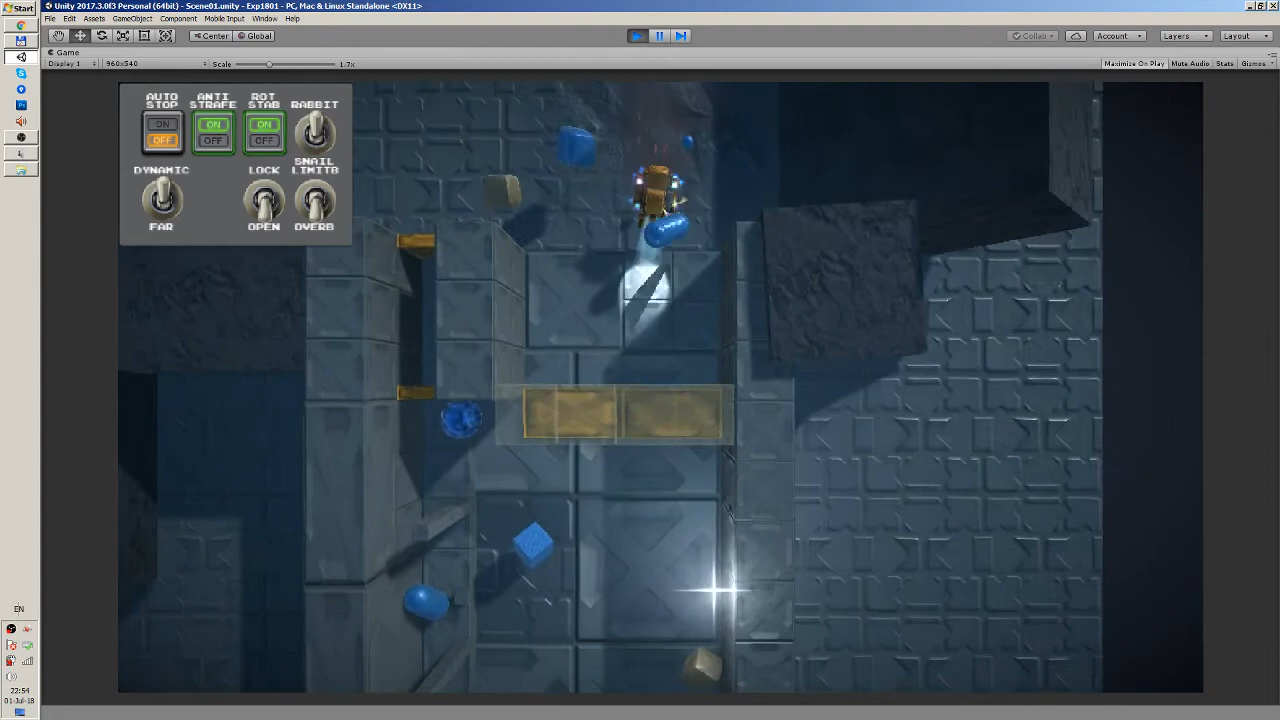 Start
Unity 2017.3.0f3 Personal (64bit) - Scene01.unity - Exp1801 - PC, Mac & Linux Standalone <DX11>
File Edit Assets GameObject Component Mobile Input Window Help
Center Global Collab Account Layers Layout
Game
Display 1 960x540 Scale 1.7x Maximize On Play Mute Audio Stats Gizmos
AUTO STOP ANTI STRAFE ROT STAB RABBIT
ON ON ON
OFF OFF OFF
SNAIL
DYNAMIC LOCK LIMITB
FAR OPEN OVERB
EN
22:54
01-Jul-18